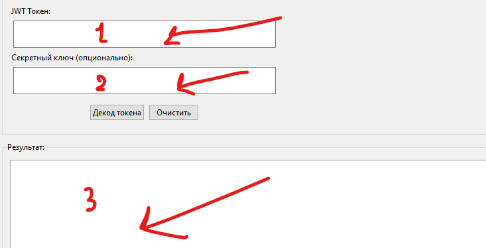 JWT Токен:
1
Секретный ключ (опционально):
2
Декод токена Очистить
Результат:
3